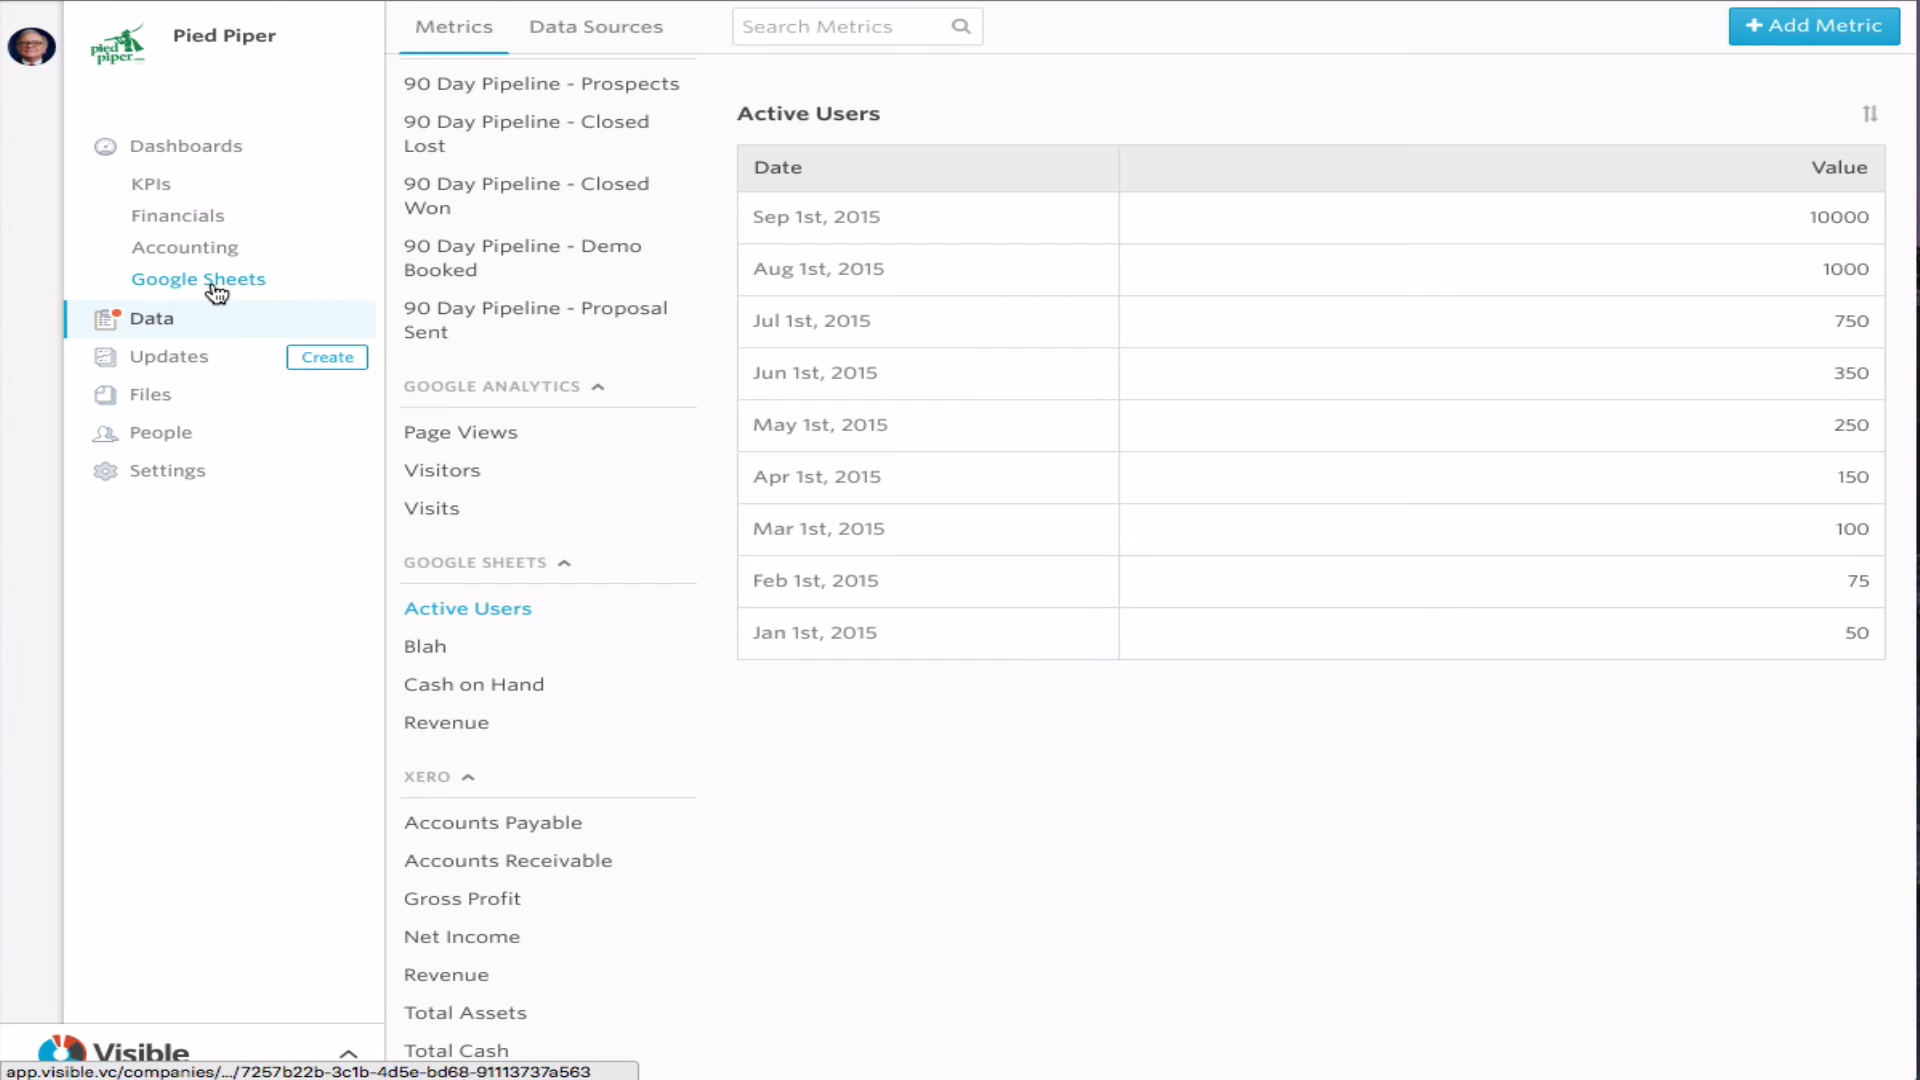 pied
piper
Pied Piper
Dashboards
KPIs
Financials
Accounting
Google Sheets
Data
Updates
Create
Files
People
Settings
Visible
app.visible.vc/companies/.../7257b22b-3c1b-4d5e-bd68-91113737a563
Metrics
Data Sources
Search Metrics
+ Add Metric
90 Day Pipeline - Prospects
90 Day Pipeline - Closed
Lost
90 Day Pipeline - Closed
Won
90 Day Pipeline - Demo
Booked
90 Day Pipeline - Proposal
Sent
GOOGLE ANALYTICS
Page Views
Visitors
Visits
GOOGLE SHEETS
Active Users
Blah
Cash on Hand
Revenue
XERO
Accounts Payable
Accounts Receivable
Gross Profit
Net Income
Revenue
Total Assets
Total Cash
Active Users
Date Value
Sep 1st, 2015 10000
Aug 1st, 2015 1000
Jul 1st, 2015 750
Jun 1st, 2015 350
May 1st, 2015 250
Apr 1st, 2015 150
Mar 1st, 2015 100
Feb 1st, 2015 75
Jan 1st, 2015 50